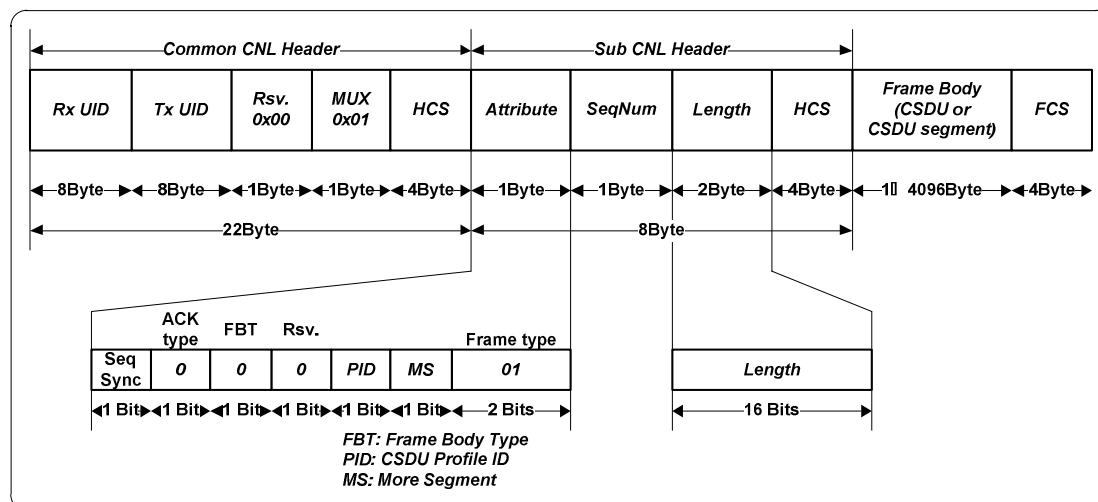 Common CNL Header Sub CNL Header
Rx UID Tx UID Rsv. 0x00 MUX 0x01 HCS Attribute SeqNum Length HCS Frame Body (CSDU or CSDU segment) FCS
8Byte 8Byte 1Byte 1Byte 4Byte 1Byte 1Byte 2Byte 4Byte 1 4096Byte 4Byte
22Byte 8Byte
ACK type FBT Rsv. Frame type
Seq Sync 0 0 0 PID MS 01 Length
1 Bit 1 Bit 1 Bit 1 Bit 1 Bit 1 Bit 2 Bits 16 Bits
FBT: Frame Body Type
PID: CSDU Profile ID
MS: More Segment